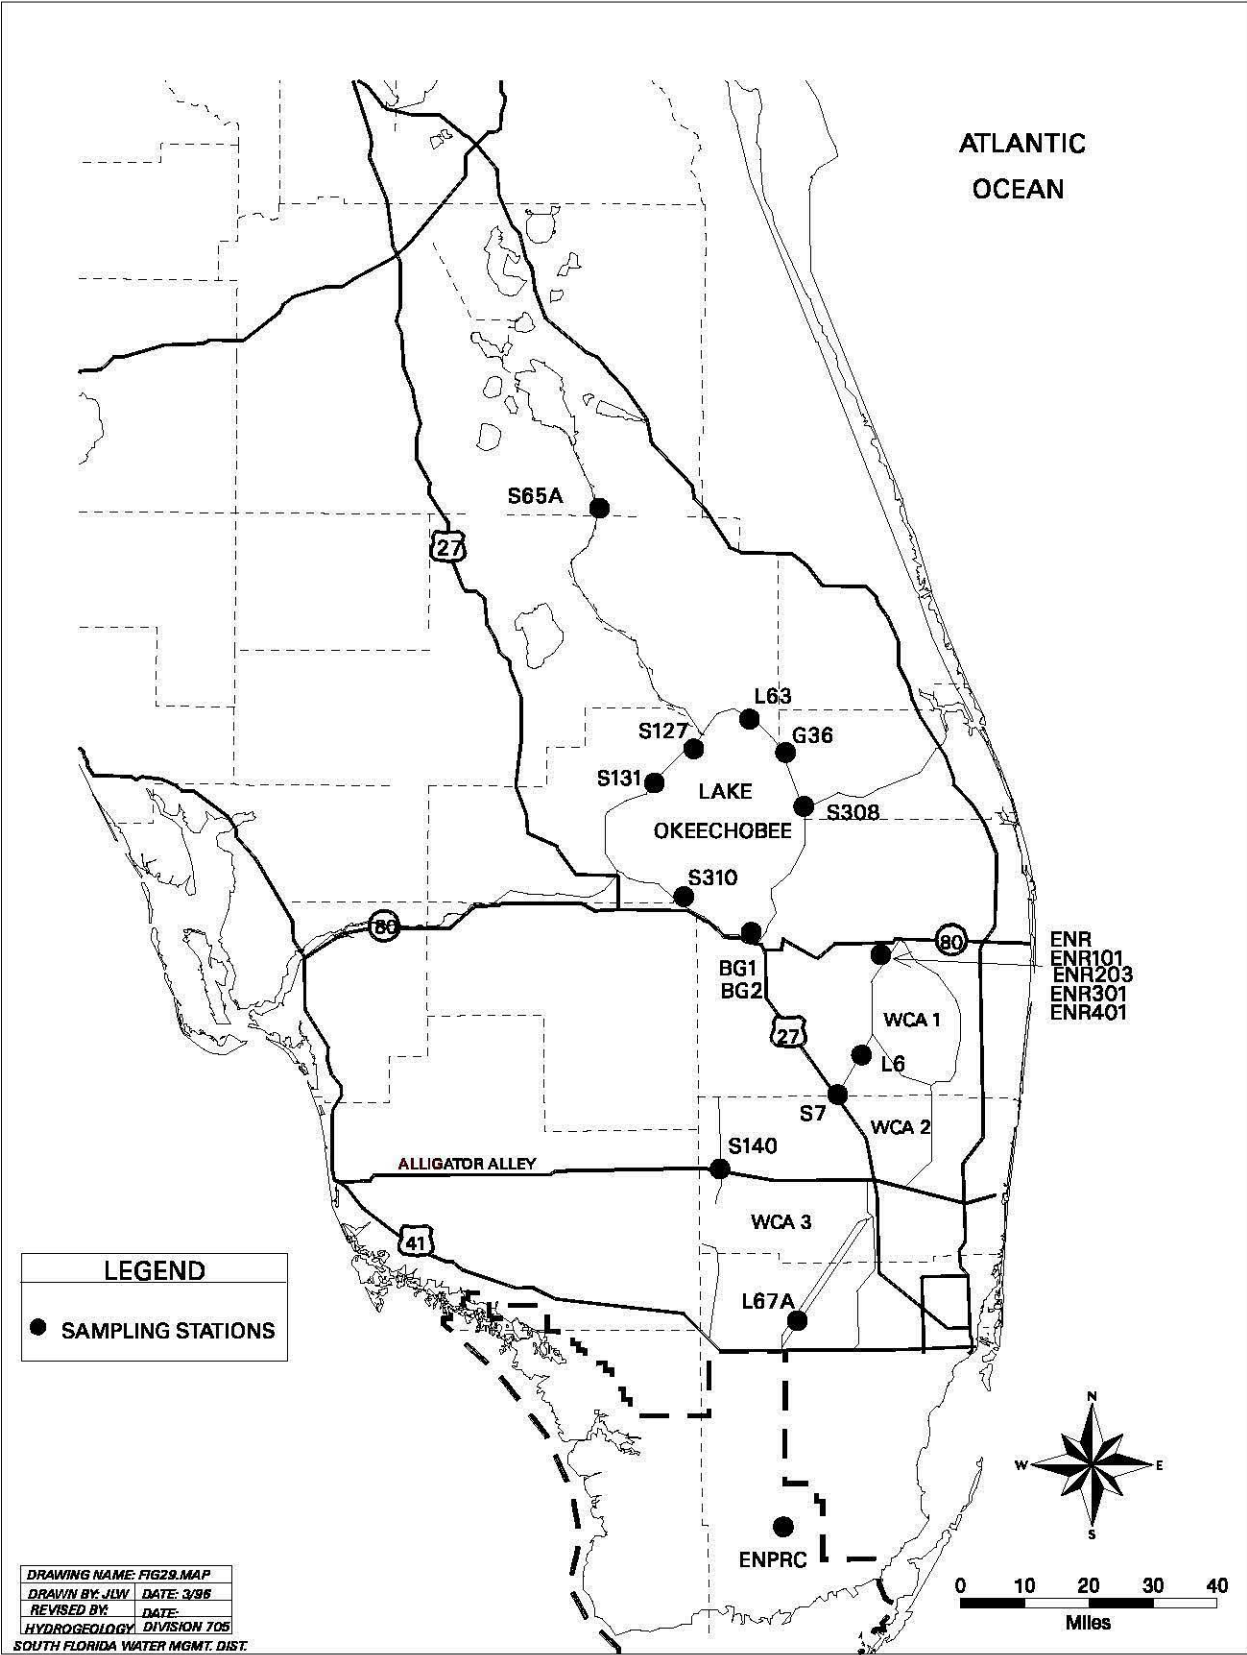 ATLANTIC
OCEAN
S65A
27
L63
S127
G36
S131
LAKE
S308
OKEECHOBEE
S310
80
80
ENR
ENR101
ENR203
ENR301
ENR401
BG1
BG2
WCA 1
27
L6
S7
WCA 2
S140
ALLIGATOR ALLEY
WCA 3
41
LEGEND
SAMPLING STATIONS
L67A
N
W
E
S
ENPRC
0 10 20 30 40
Miles
DRAWING NAME: FIG29.MAP
DRAWN BY: JLW DATE: 3/96
REVISED BY: DATE:
HYDROGEOLOGY DIVISION 705
SOUTH FLORIDA WATER MGMT. DIST.